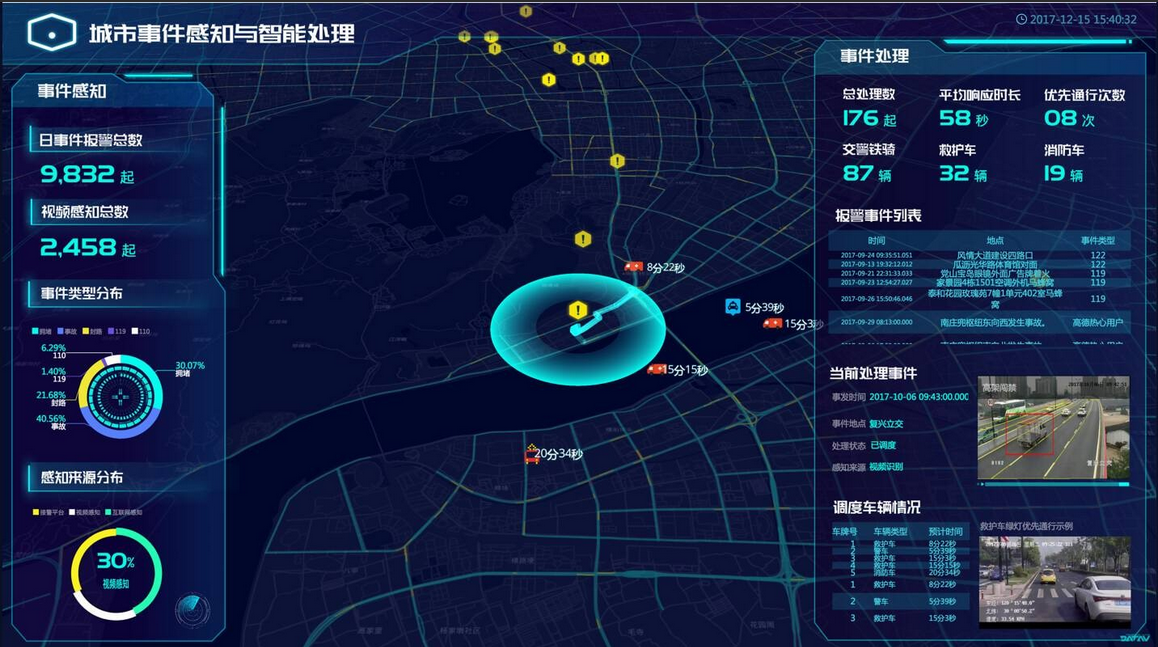 城市事件感知与智能处理
2017-12-15 15:40:32
事件感知
日事件报警总数
9,832 起
视频感知总数
2,458 起
事件类型分布
拥堵 事故 封路 119 110
6.29%
110
1.40%
119
21.68%
封路
40.56%
事故
30.07%
拥堵
感知来源分布
接警平台 视频感知 互联网感知
30%
视频感知
8分22秒
5分39秒
15分3秒
15分15秒
20分34秒
事件处理
总处理数 平均响应时长 优先通行次数
176 起 58 秒 08 次
交警铁骑 救护车 消防车
87 辆 32 辆 19 辆
报警事件列表
时间 地点 事件类型
2017-09-24 09:35:51.051 风情大道建设四路口 122
2017-09-13 19:32:12.012 瓜沥光华路体育馆对面 122
2017-09-21 22:31:33.033 党山宝岛眼镜外面广告牌着火 119
2017-09-23 12:54:27.027 家景园4栋1501空调外机马蜂窝 119
2017-09-26 15:50:46.046 泰和花园玫瑰苑7幢1单元402室马蜂窝 119
2017-09-29 08:13:00.000 南庄兜枢纽东向西发生事故。 高德热心用户
当前处理事件
事发时间 2017-10-06 09:43:00.000
事件地点 复兴立交
处理状态 已调度
感知来源 视频识别
高架闯禁
调度车辆情况
车牌号 车辆类型 预计时间
1 救护车 8分22秒
2 警车 5分39秒
3 救护车 15分3秒
4 救护车 15分15秒
5 消防车 20分34秒
1 救护车 8分22秒
2 警车 5分39秒
3 救护车 15分3秒
救护车绿灯优先通行示例
DATAV